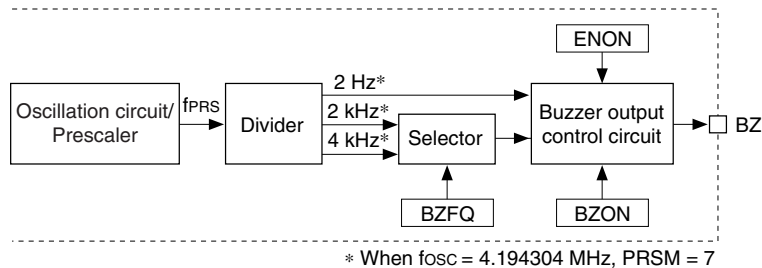 ENON
2 Hz*
Oscillation circuit/
Prescaler
fPRS
Divider
2 kHz*
4 kHz*
Selector
Buzzer output
control circuit
BZ
BZFQ
BZON
* When fOSC = 4.194304 MHz, PRSM = 7